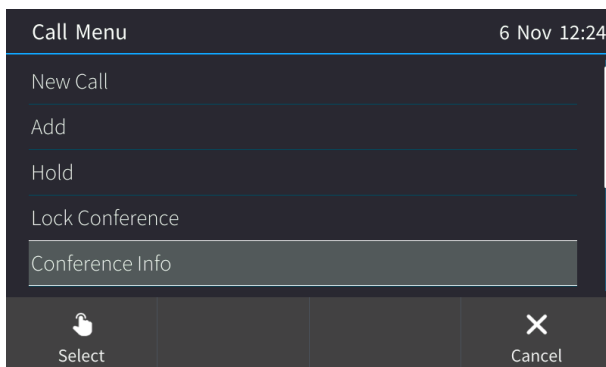 Call Menu 6 Nov 12:24
New Call
Add
Hold
Lock Conference
Conference Info
Select Cancel